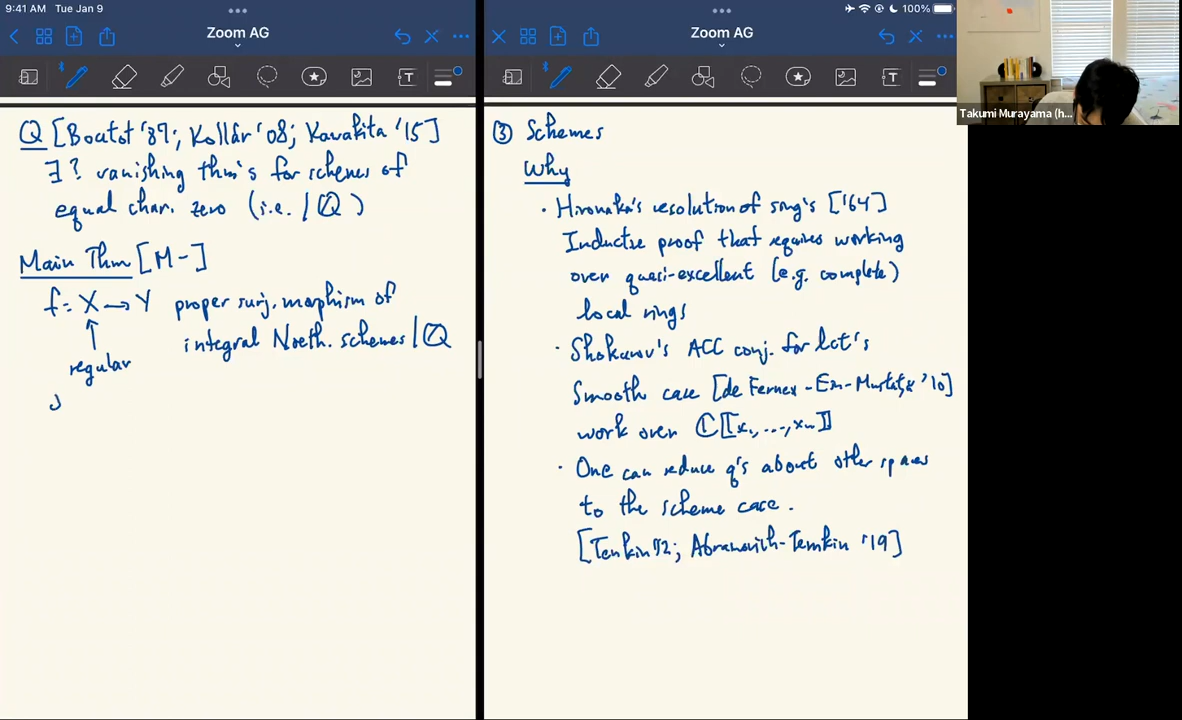 9:41 AM Tue Jan 9
100%
Zoom AG
Zoom AG
Takumi Murayama (h...
Q [Boutot '87; Kollár '08; Kawakita '15]
∃? vanishing thm's for schemes of
equal char. zero (i.e. /ℚ)
Main Thm [M-]
f: X → Y proper surj. morphism of
integral Noeth. schemes/ℚ
↑
regular
③ Schemes
Why
· Hironaka's resolution of sing's ['64]
Inductive proof that requires working
over quasi-excellent (e.g. complete)
local rings
· Shokurov's ACC conj. for lct's
Smooth case [de Fernex-Ein-Mustață '10]
work over ℂ[[x₁,...,xₙ]]
· One can reduce q's about other spaces
to the scheme case.
[Temkin '12; Abramovich-Temkin '19]